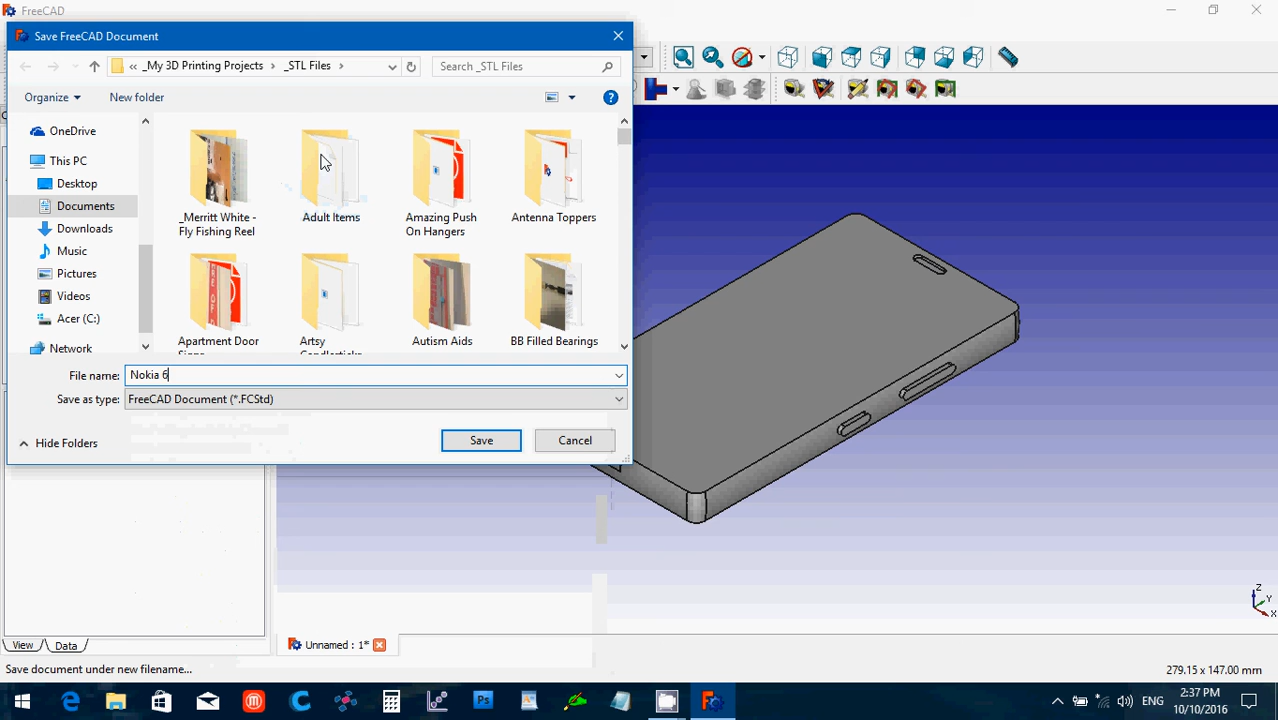 FreeCAD
Save FreeCAD Document
« _My 3D Printing Projects > _STL Files >
Search _STL Files
Organize
New folder
OneDrive
This PC
Desktop
Documents
Downloads
Music
Pictures
Videos
Acer (C:)
Network
_Merritt White -
Fly Fishing Reel
Adult Items
Amazing Push
On Hangers
Antenna Toppers
Apartment Door
Artsy
Autism Aids
BB Filled Bearings
File name:
Nokia 6
Save as type:
FreeCAD Document (*.FCStd)
Hide Folders
Save
Cancel
View
Data
Unnamed : 1*
Z
Y
X
Save document under new filename...
279.15 x 147.00 mm
ENG
2:37 PM
10/10/2016